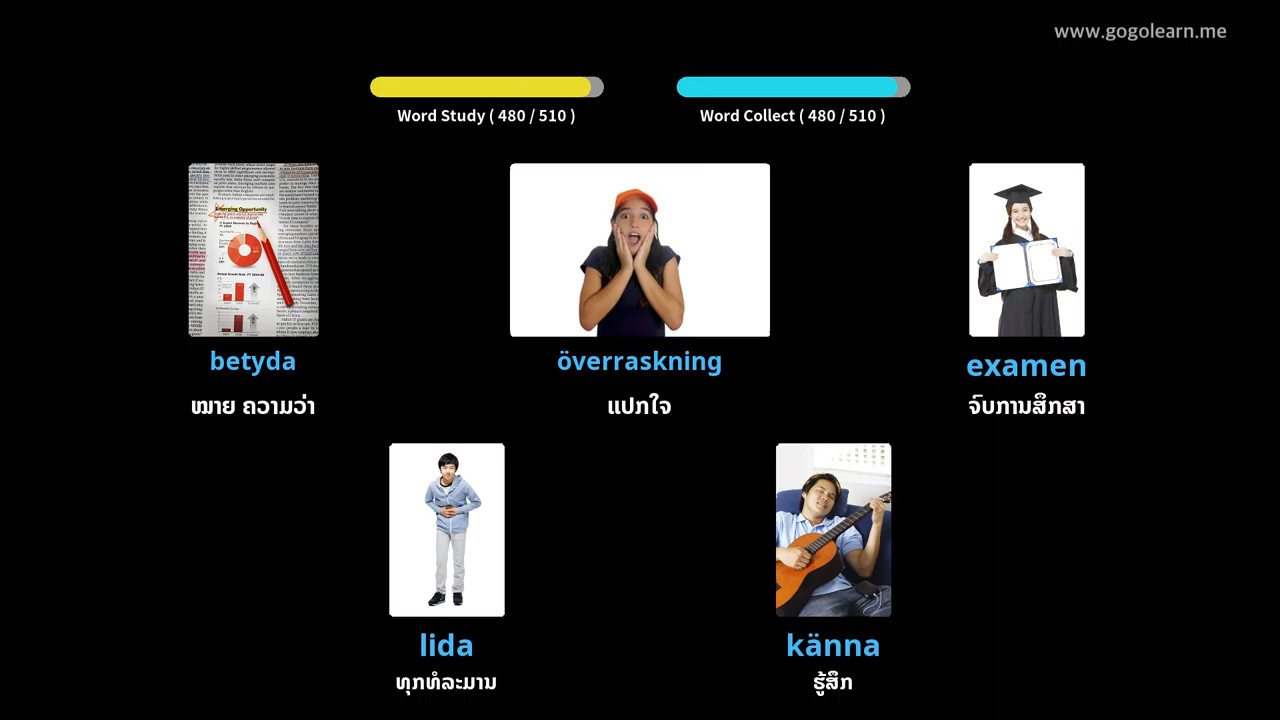 www.gogolearn.me
Word Study ( 480 / 510 )
Word Collect ( 480 / 510 )
Emerging Opportunity
betyda
ໝາຍ ຄວາມວ່າ
överraskning
ແປກໃຈ
examen
ຈົບການສຶກສາ
lida
ທຸກທໍລະມານ
känna
ຮູ້ສຶກ